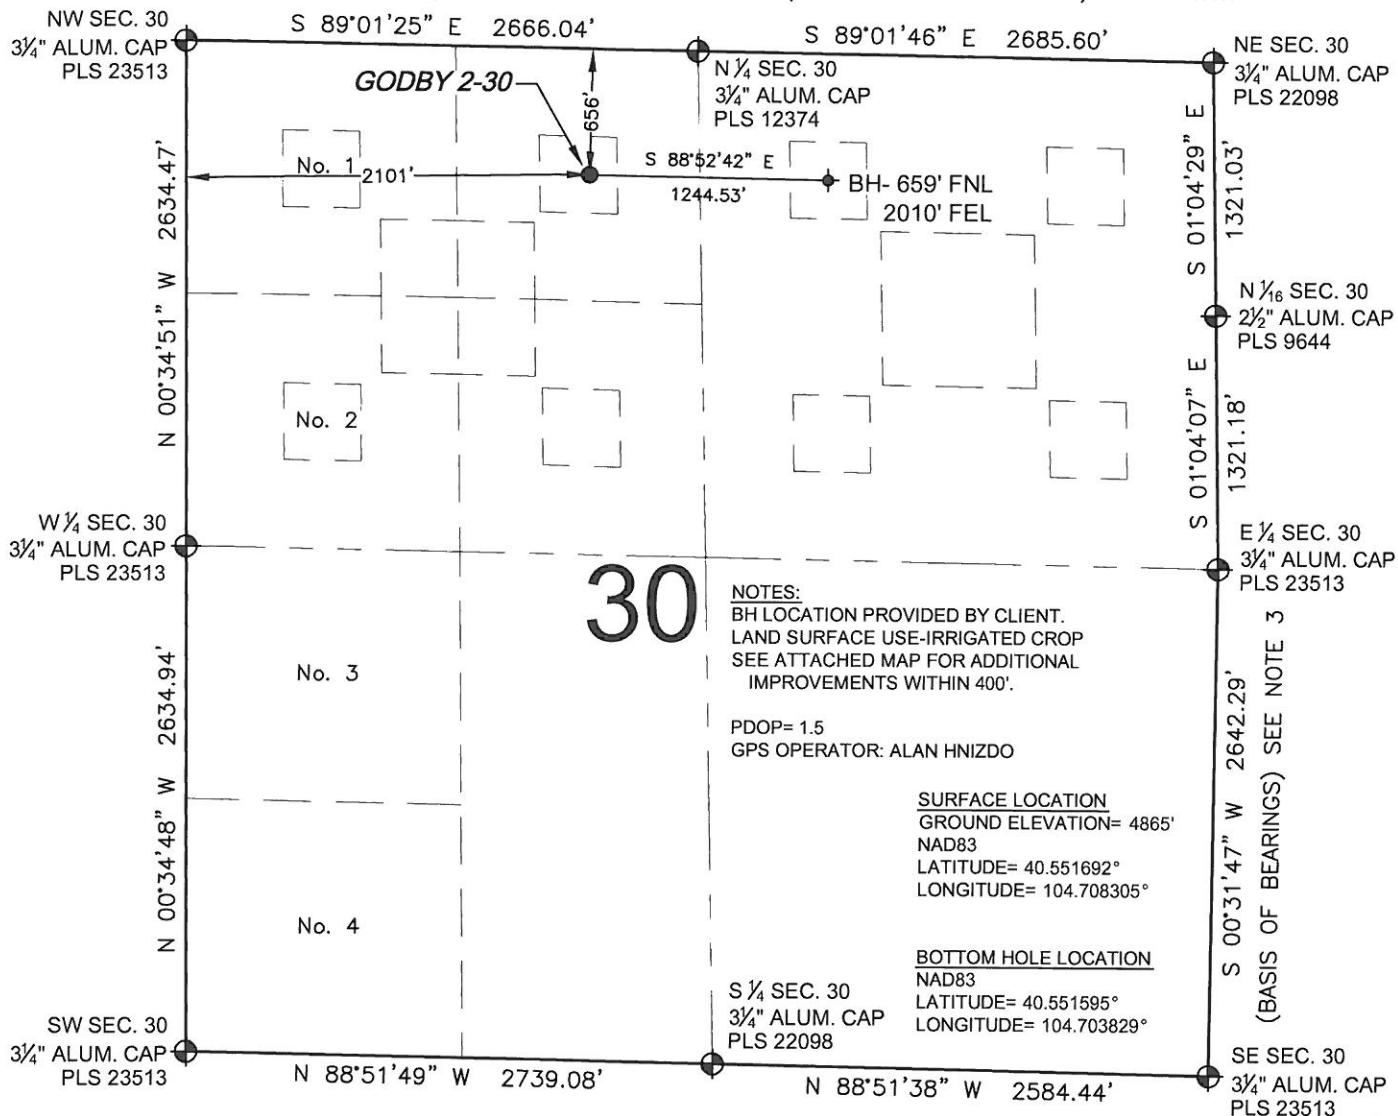 NW SEC. 30
3¼" ALUM. CAP
PLS 23513
S 89°01'25" E 2666.04'
S 89°01'46" E 2685.60'
NE SEC. 30
3¼" ALUM. CAP
PLS 22098
N ¼ SEC. 30
3¼" ALUM. CAP
PLS 12374
GODBY 2-30
656'
No. 1
2101'
S 88°52'42" E
1244.53'
BH- 659' FNL
2010' FEL
N 00°34'51" W 2634.47'
S 01°04'29" E
1321.03'
N 1⁄16 SEC. 30
2½" ALUM. CAP
PLS 9644
No. 2
S 01°04'07" E
1321.18'
W ¼ SEC. 30
3¼" ALUM. CAP
PLS 23513
E ¼ SEC. 30
3¼" ALUM. CAP
PLS 23513
30
NOTES:
BH LOCATION PROVIDED BY CLIENT.
LAND SURFACE USE-IRRIGATED CROP
SEE ATTACHED MAP FOR ADDITIONAL
IMPROVEMENTS WITHIN 400'.
PDOP= 1.5
GPS OPERATOR: ALAN HNIZDO
No. 3
N 00°34'48" W 2634.94'
S 00°31'47" W 2642.29'
(BASIS OF BEARINGS) SEE NOTE 3
SURFACE LOCATION
GROUND ELEVATION= 4865'
NAD83
LATITUDE= 40.551692°
LONGITUDE= 104.708305°
No. 4
BOTTOM HOLE LOCATION
NAD83
LATITUDE= 40.551595°
LONGITUDE= 104.703829°
S ¼ SEC. 30
3¼" ALUM. CAP
PLS 22098
SW SEC. 30
3¼" ALUM. CAP
PLS 23513
N 88°51'49" W 2739.08'
N 88°51'38" W 2584.44'
SE SEC. 30
3¼" ALUM. CAP
PLS 23513